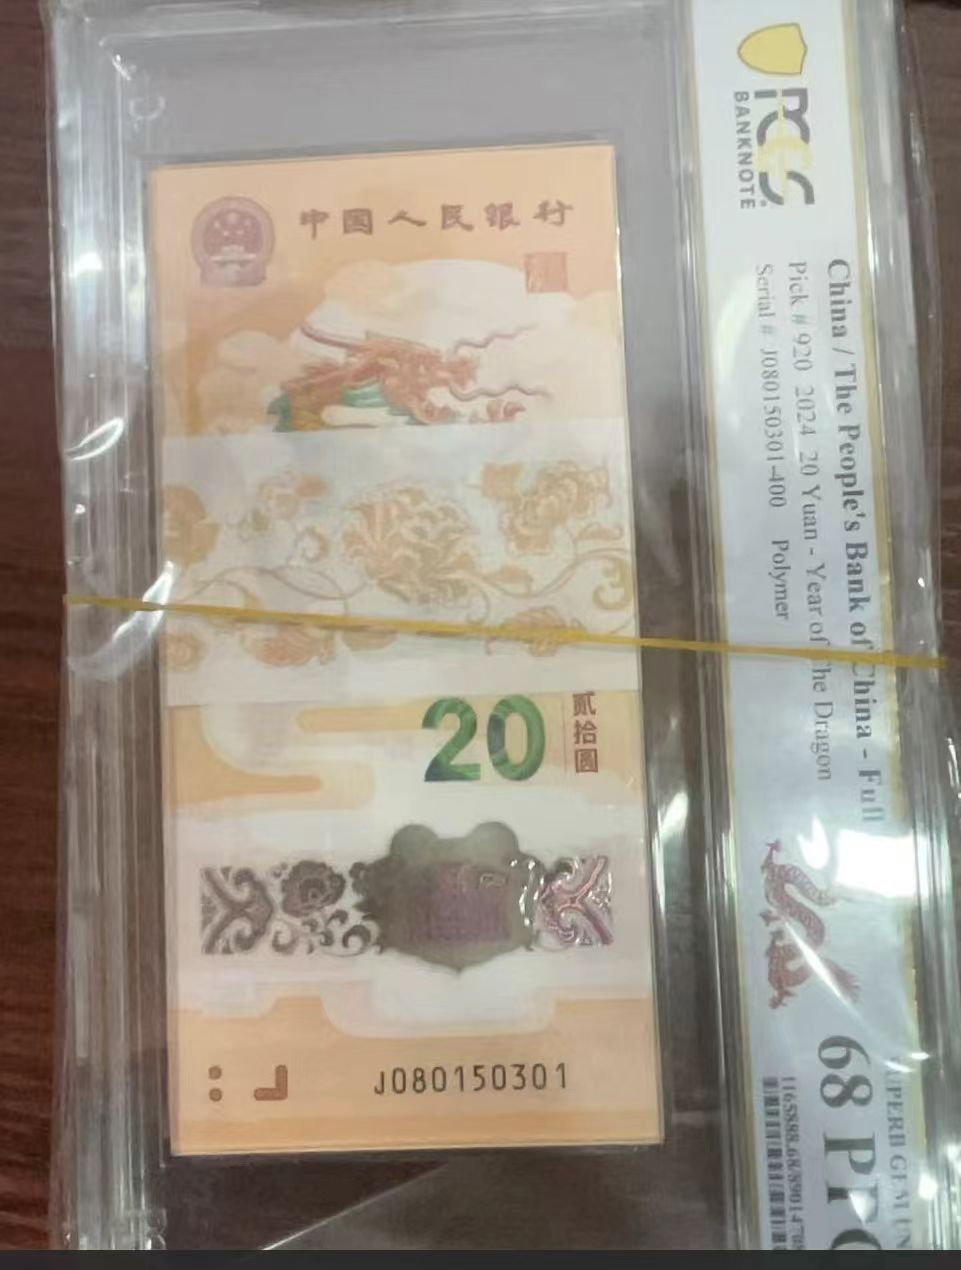 中国人民银行
20
贰拾圆
J080150301
PCGS
BANKNOTE
China / The People's Bank of China - Full
Pick # 920 2024 20 Yuan - Year of the Dragon
Serial # J080150301-400 Polymer
68 PPQ